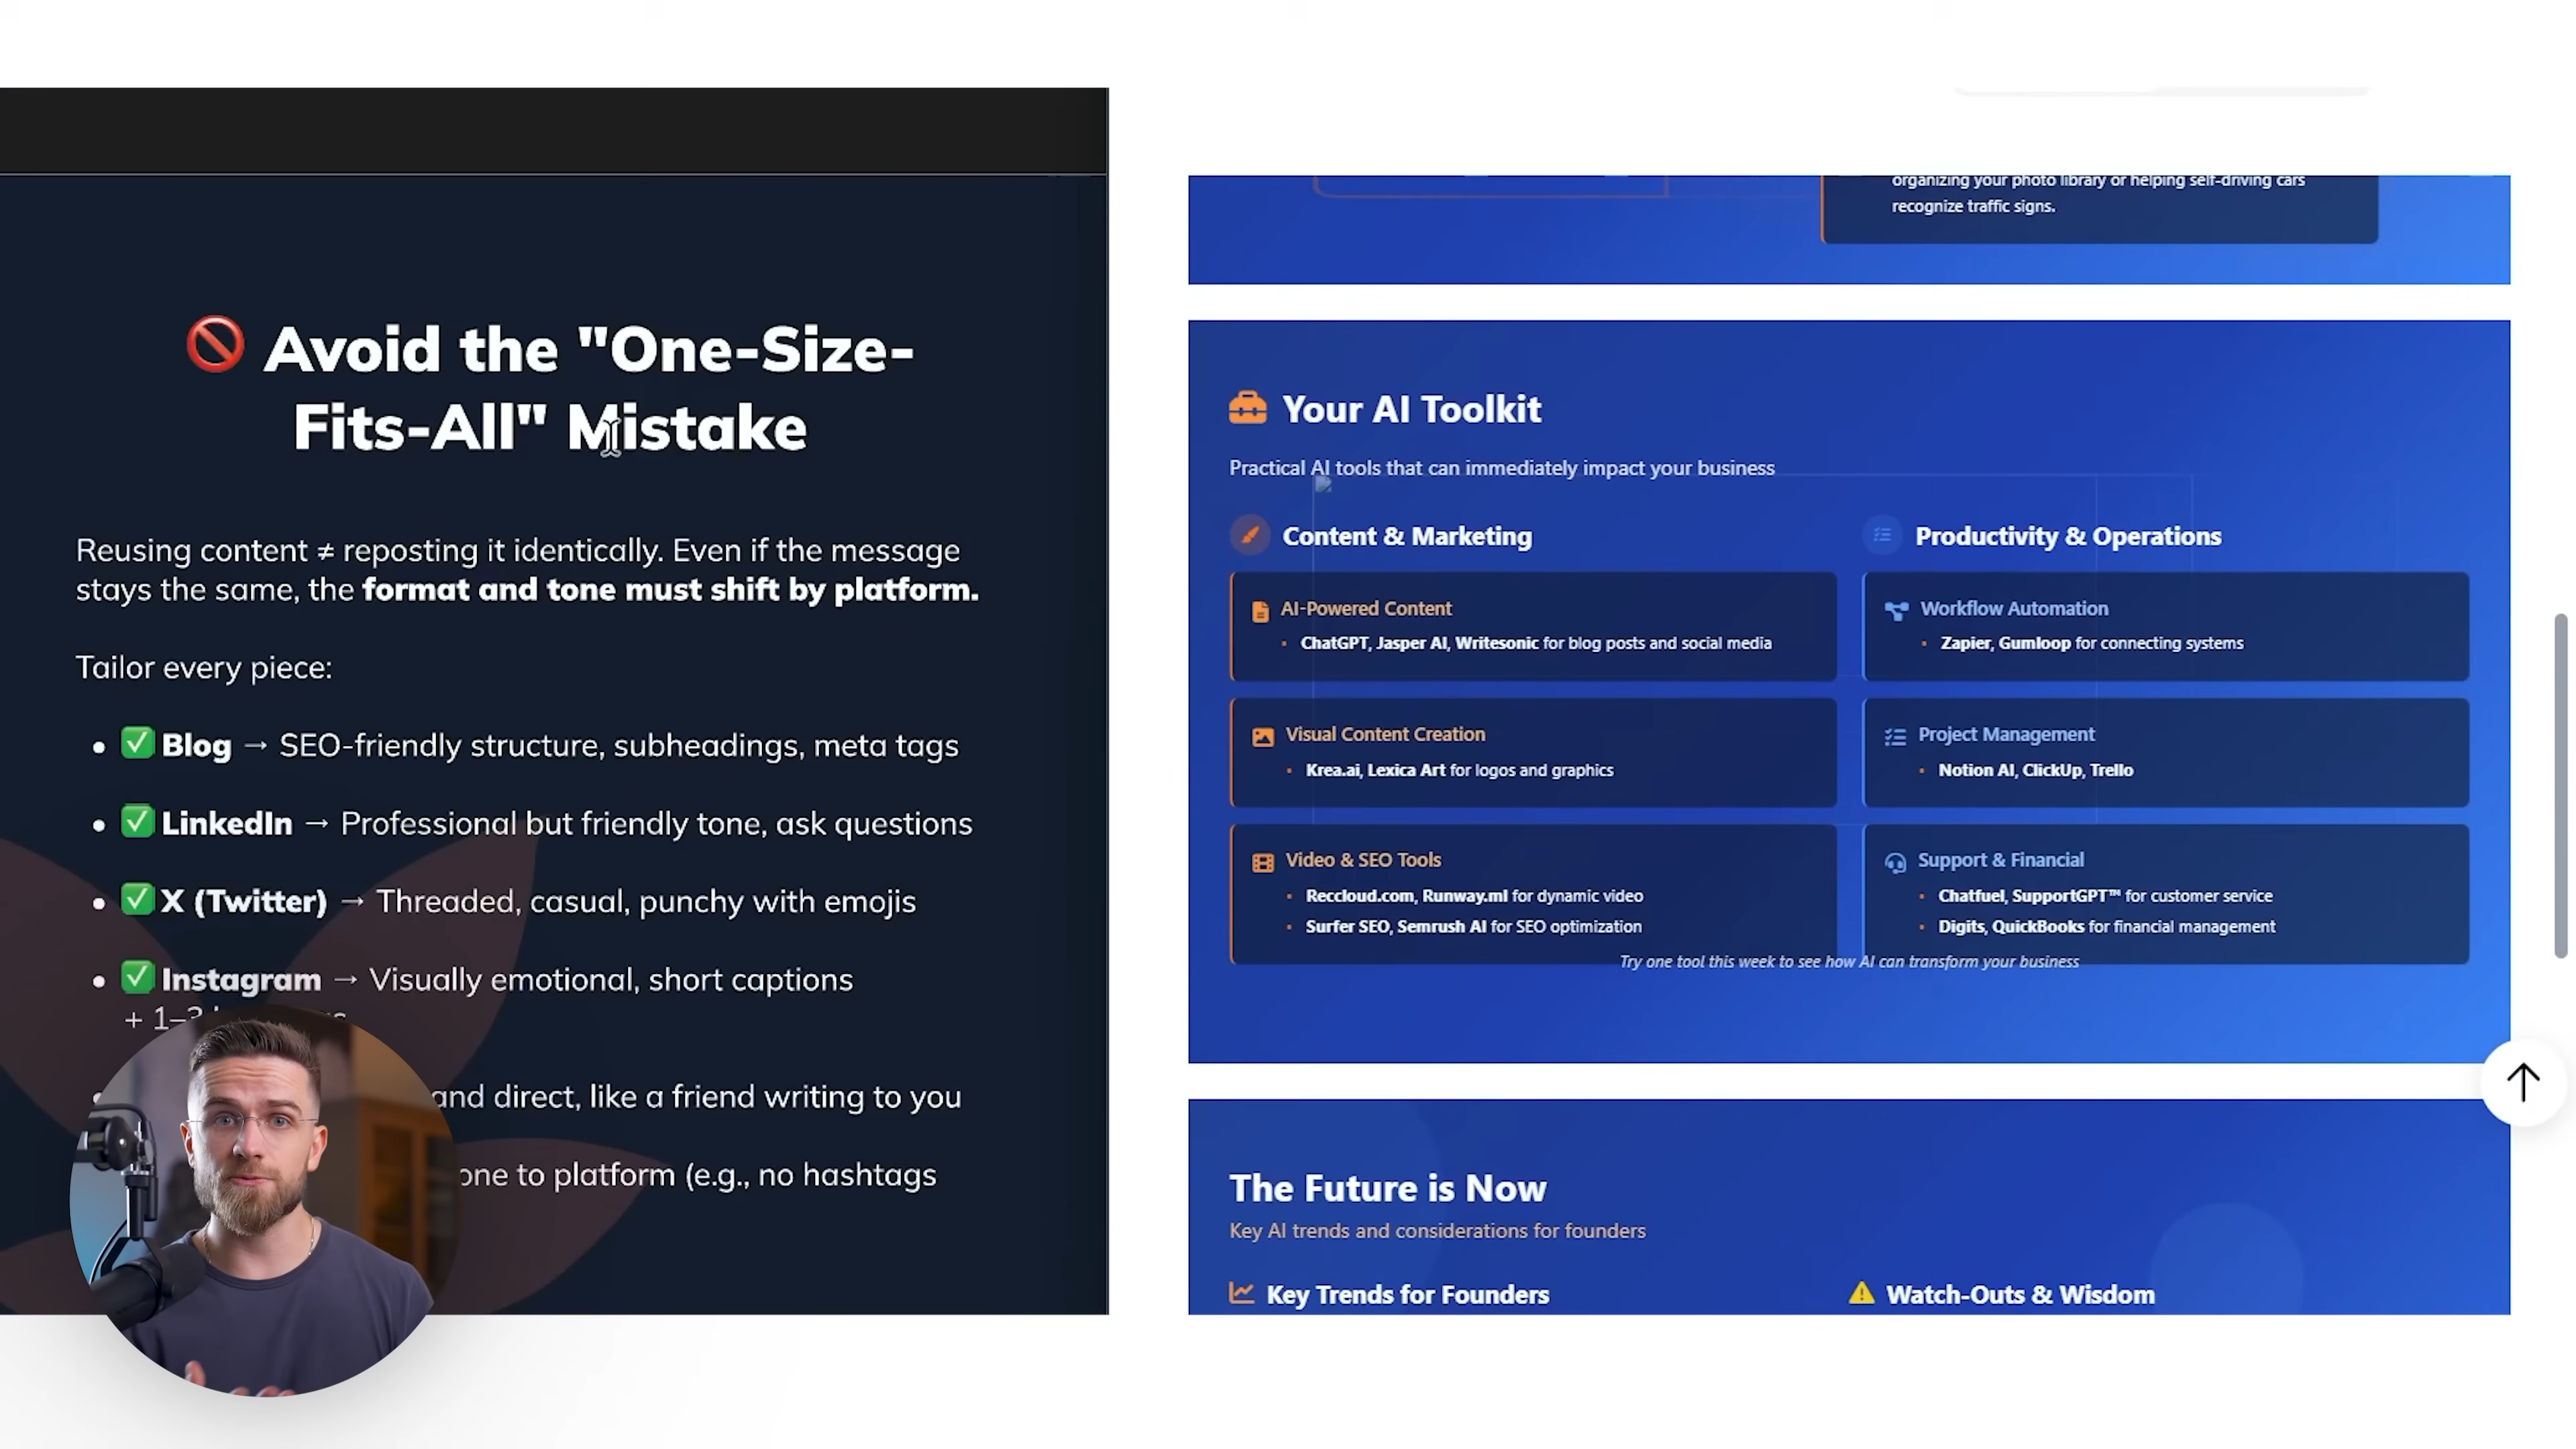 🚫 Avoid the "One-Size-
Fits-All" Mistake
Reusing content ≠ reposting it identically. Even if the message
stays the same, the format and tone must shift by platform.
Tailor every piece:
• ✅ Blog → SEO-friendly structure, subheadings, meta tags
• ✅ LinkedIn → Professional but friendly tone, ask questions
• ✅ X (Twitter) → Threaded, casual, punchy with emojis
• ✅ Instagram → Visually emotional, short captions
+ 1–
and direct, like a friend writing to you
to platform (e.g., no hashtags
organizing your photo library or helping self-driving cars
recognize traffic signs.
Your AI Toolkit
Practical AI tools that can immediately impact your business
Content & Marketing
AI-Powered Content
• ChatGPT, Jasper AI, Writesonic for blog posts and social media
Visual Content Creation
• Krea.ai, Lexica Art for logos and graphics
Video & SEO Tools
• Reccloud.com, Runway.ml for dynamic video
• Surfer SEO, Semrush AI for SEO optimization
Productivity & Operations
Workflow Automation
• Zapier, Gumloop for connecting systems
Project Management
• Notion AI, ClickUp, Trello
Support & Financial
• Chatfuel, SupportGPT™ for customer service
• Digits, QuickBooks for financial management
Try one tool this week to see how AI can transform your business
The Future is Now
Key AI trends and considerations for founders
Key Trends for Founders
Watch-Outs & Wisdom